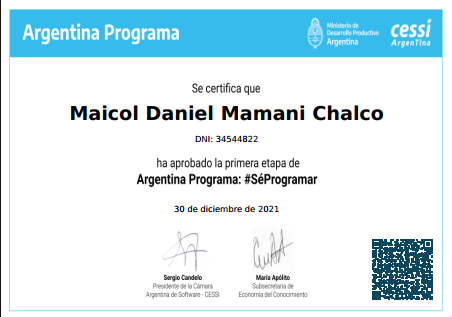 Argentina Programa
Ministerio de
Desarrollo Productivo
Argentina
cessi
ArgenTIna
Se certifica que
Maicol Daniel Mamani Chalco
DNI: 34544822
ha aprobado la primera etapa de
Argentina Programa: #SéProgramar
30 de diciembre de 2021
Sergio Candelo
Presidente de la Cámara
Argentina de Software - CESSI
María Apólito
Subsecretaria de
Economía del Conocimiento